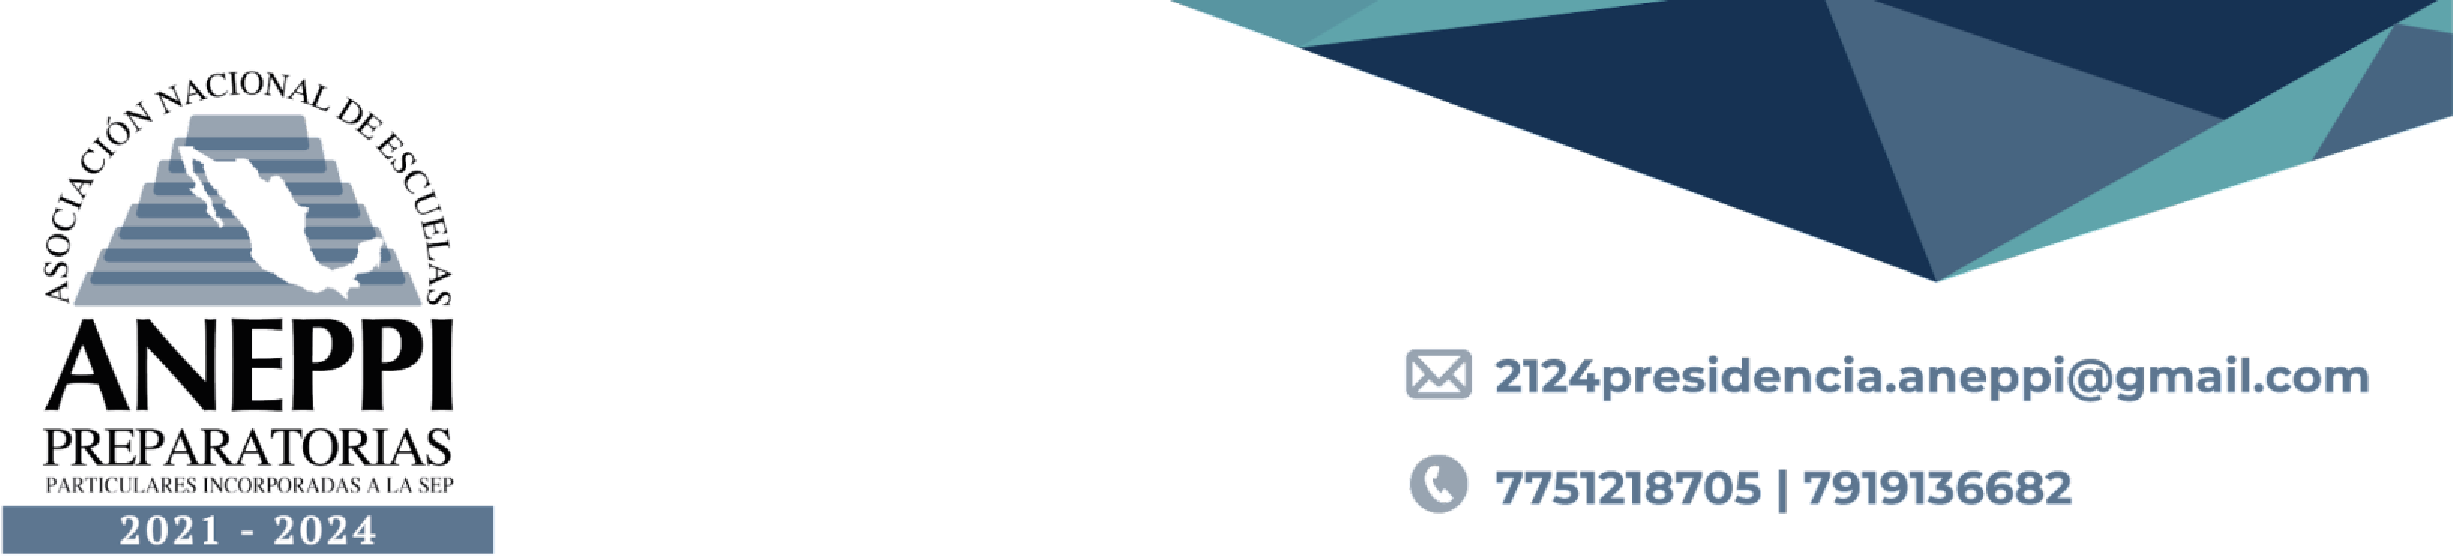 ASOCIACIÓN NACIONAL DE ESCUELAS
ANEPPI
PREPARATORIAS
PARTICULARES INCORPORADAS A LA SEP
2021 - 2024
2124presidencia.aneppi@gmail.com
7751218705 | 7919136682